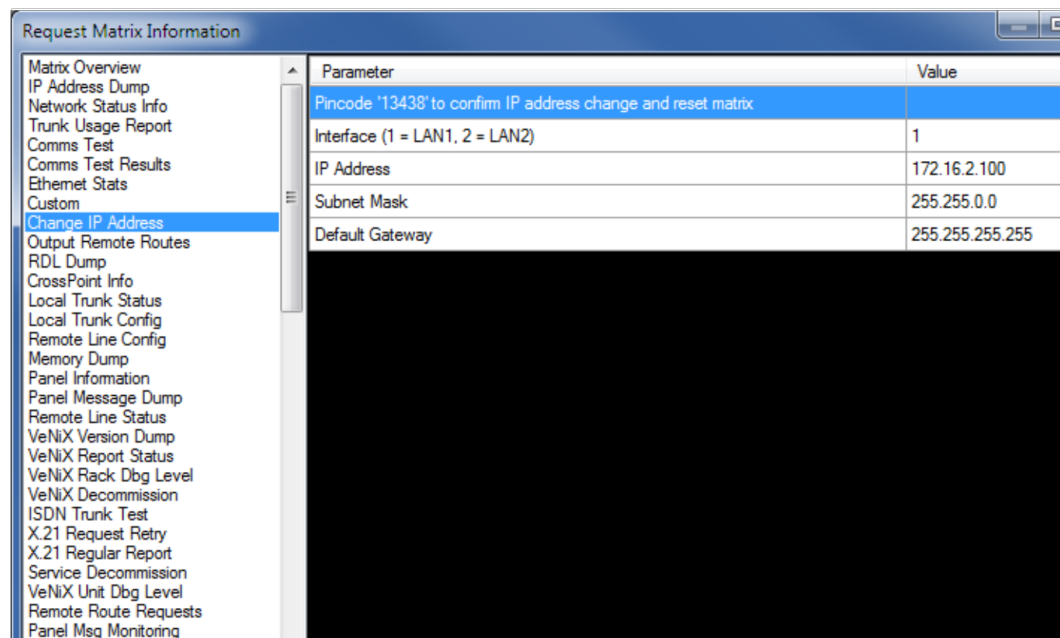 Request Matrix Information
Matrix Overview
IP Address Dump
Network Status Info
Trunk Usage Report
Comms Test
Comms Test Results
Ethernet Stats
Custom
Change IP Address
Output Remote Routes
RDL Dump
CrossPoint Info
Local Trunk Status
Local Trunk Config
Remote Line Config
Memory Dump
Panel Information
Panel Message Dump
Remote Line Status
VeNiX Version Dump
VeNiX Report Status
VeNiX Rack Dbg Level
VeNiX Decommission
ISDN Trunk Test
X.21 Request Retry
X.21 Regular Report
Service Decommission
VeNiX Unit Dbg Level
Remote Route Requests
Panel Msg Monitoring
Parameter Value
Pincode '13438' to confirm IP address change and reset matrix
Interface (1 = LAN1, 2 = LAN2) 1
IP Address 172.16.2.100
Subnet Mask 255.255.0.0
Default Gateway 255.255.255.255